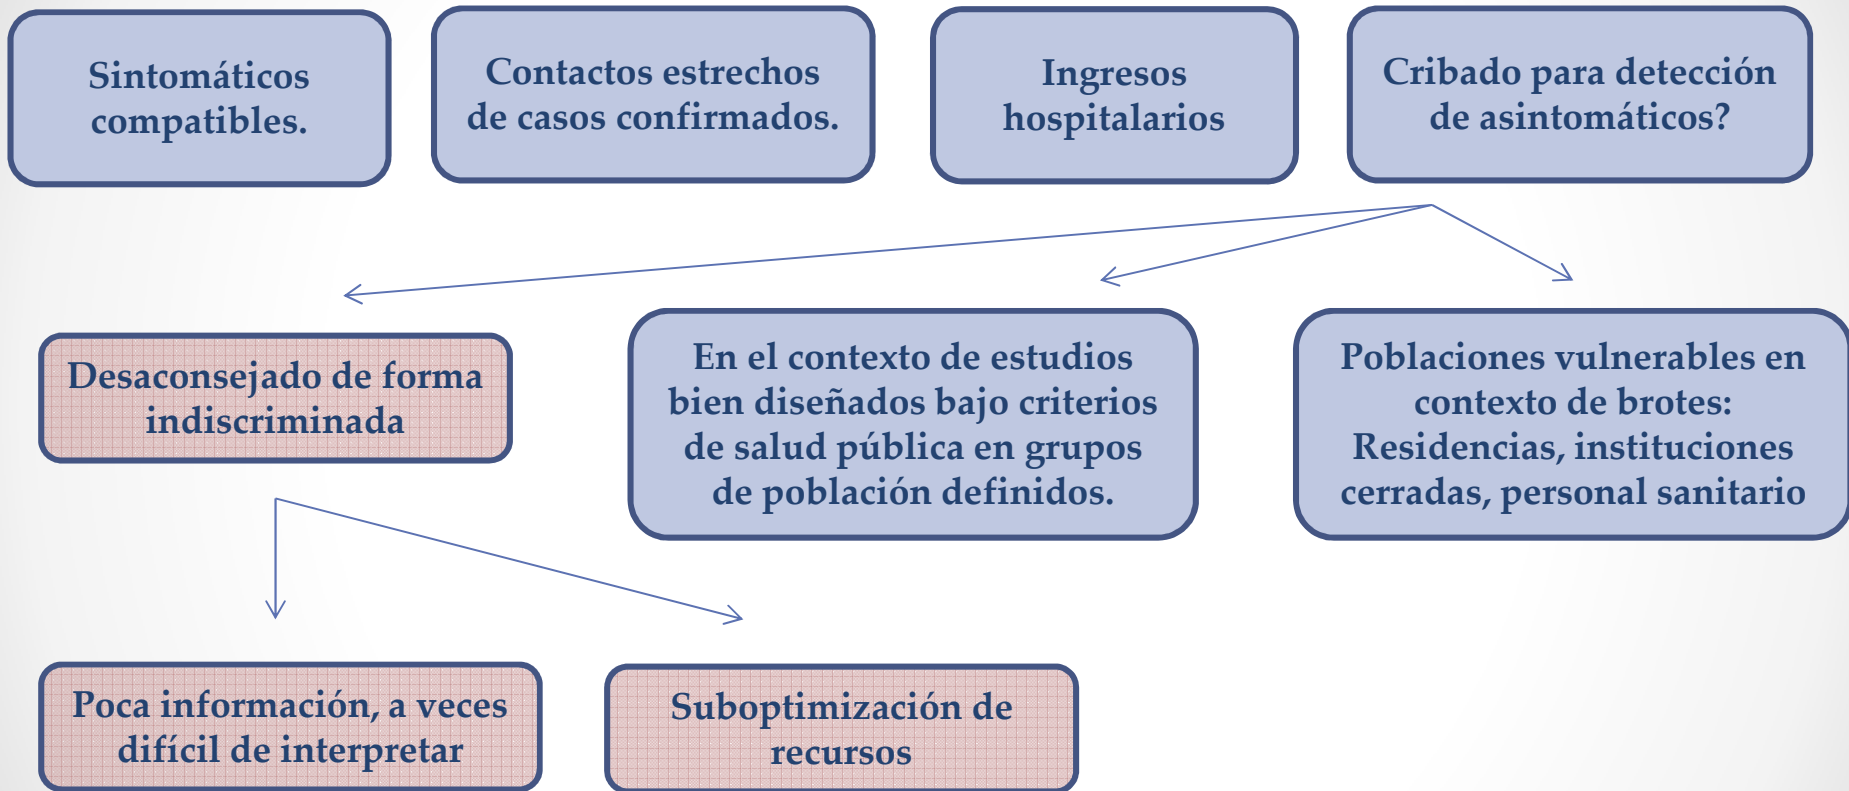 Sintomáticos
compatibles.
Contactos estrechos
de casos confirmados.
Ingresos
hospitalarios
Cribado para detección
de asintomáticos?
Desaconsejado de forma
indiscriminada
En el contexto de estudios
bien diseñados bajo criterios
de salud pública en grupos
de población definidos.
Poblaciones vulnerables en
contexto de brotes:
Residencias, instituciones
cerradas, personal sanitario
Poca información, a veces
difícil de interpretar
Suboptimización de
recursos